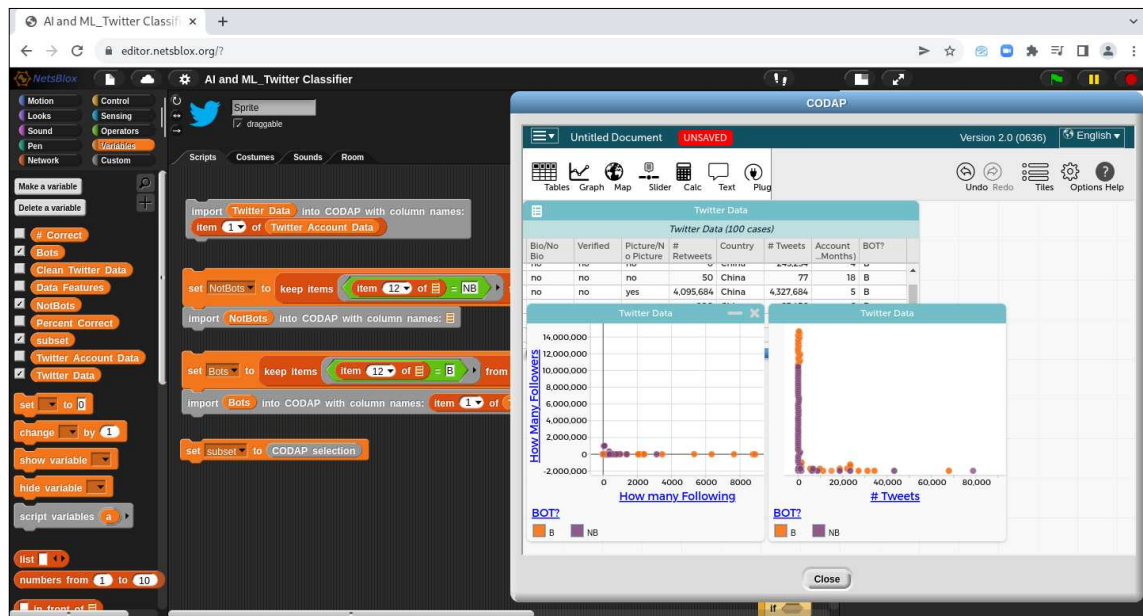 AI and ML_Twitter Classifi
editor.netsblox.org/?
NetsBlox
AI and ML_Twitter Classifier
Motion
Control
Looks
Sensing
Sound
Operators
Pen
Variables
Network
Custom
Sprite
draggable
Scripts Costumes Sounds Room
Make a variable
Delete a variable
# Correct
Bots
Clean Twitter Data
Data Features
NotBots
Percent Correct
subset
Twitter Account Data
Twitter Data
set to 0
change by 1
show variable
hide variable
script variables a
list
numbers from 1 to 10
in front of
import Twitter Data into CODAP with column names:
item 1 of Twitter Account Data
set NotBots to keep items item 12 of = NB
import NotBots into CODAP with column names:
set Bots to keep items item 12 of = B from
import Bots into CODAP with column names: item 1 of
set subset to CODAP selection
if
CODAP
Untitled Document UNSAVED Version 2.0 (0636) English
Tables Graph Map Slider Calc Text Plug Undo Redo Tiles Options Help
Twitter Data
Twitter Data (100 cases)
Bio/No Verified Picture/N # Country # Tweets Account BOT?
Bio o Picture Retweets ..Months)
no no no 50 China 77 18 B
no no yes 4,095,684 China 4,327,684 5 B
Twitter Data
How Many Followers
14,000,000
12,000,000
10,000,000
8,000,000
6,000,000
4,000,000
2,000,000
0
-2,000,000
0 2000 4000 6000 8000
How many Following
BOT?
B NB
Twitter Data
0 20,000 40,000 60,000 80,000
# Tweets
BOT?
B NB
Close